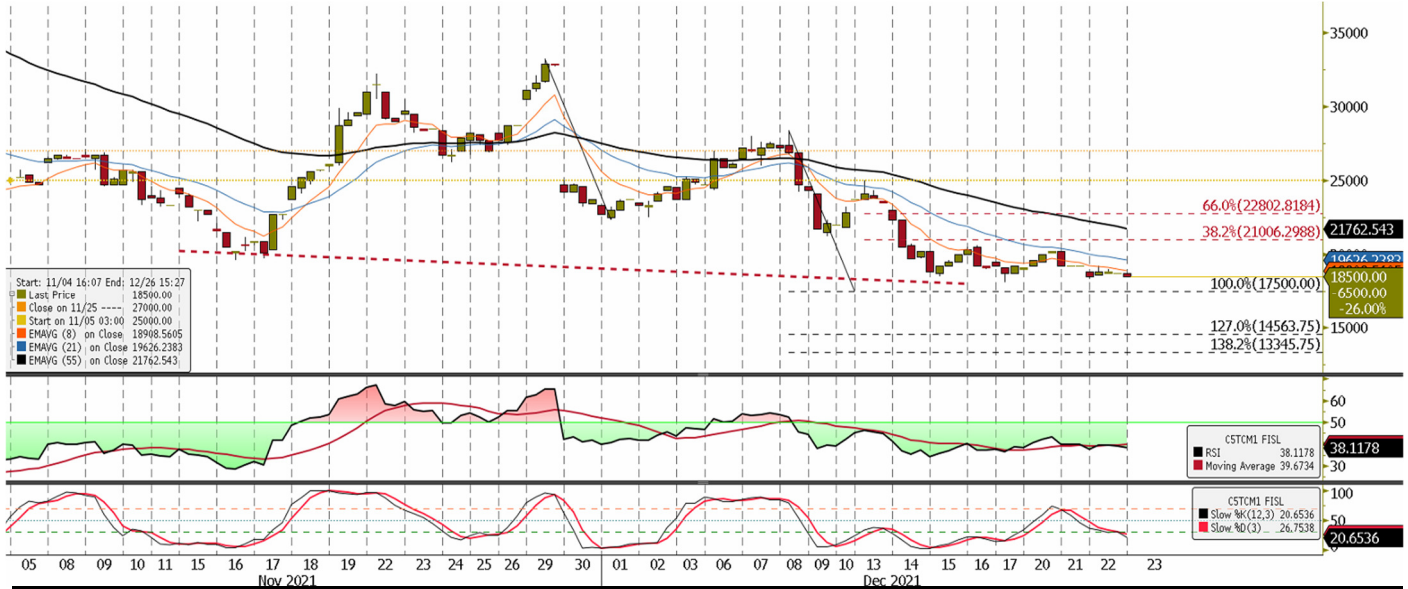 35000
30000
25000
66.0%(22802.8184)
21762.543
38.2%(21006.2988)
19626.2383
18500.00
-6500.00
-26.00%
100.0%(17500.00)
127.0%(14563.75)
15000
138.2%(13345.75)
Start: 11/04 16:07 End: 12/26 15:27
Last Price 18500.00
Close on 11/25 ---- 27000.00
Start on 11/05 03:00 25000.00
EMAVG (8) on Close 18908.5605
EMAVG (21) on Close 19626.2383
EMAVG (55) on Close 21762.543
60
50
38.1178
30
C5TCM1 FISL
RSI 38.1178
Moving Average 39.6734
100
50
20.6536
0
C5TCM1 FISL
Slow %K(12,3) 20.6536
Slow %D(3) 26.7538
05 08 09 10 11 15 16 17 18 19 22 23 24 25 26 29 30 01 02 03 06 07 08 09 10 13 14 15 16 17 20 21 22 23
Nov 2021 Dec 2021